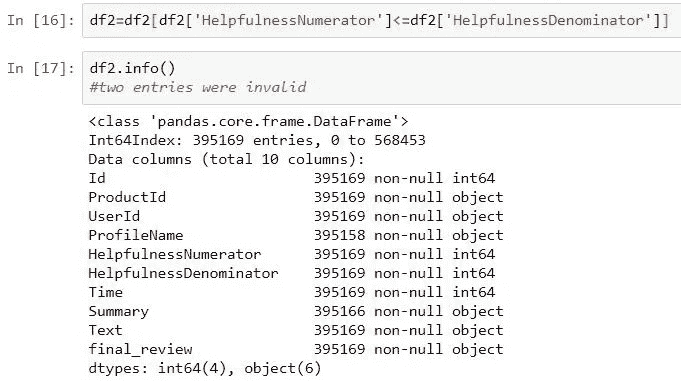 In [16]: df2=df2[df2['HelpfulnessNumerator']<=df2['HelpfulnessDenominator']]
In [17]: df2.info()
#two entries were invalid
<class 'pandas.core.frame.DataFrame'>
Int64Index: 395169 entries, 0 to 568453
Data columns (total 10 columns):
Id                        395169 non-null int64
ProductId                 395169 non-null object
UserId                    395169 non-null object
ProfileName               395158 non-null object
HelpfulnessNumerator      395169 non-null int64
HelpfulnessDenominator    395169 non-null int64
Time                      395169 non-null int64
Summary                   395166 non-null object
Text                      395169 non-null object
final_review              395169 non-null object
dtypes: int64(4), object(6)